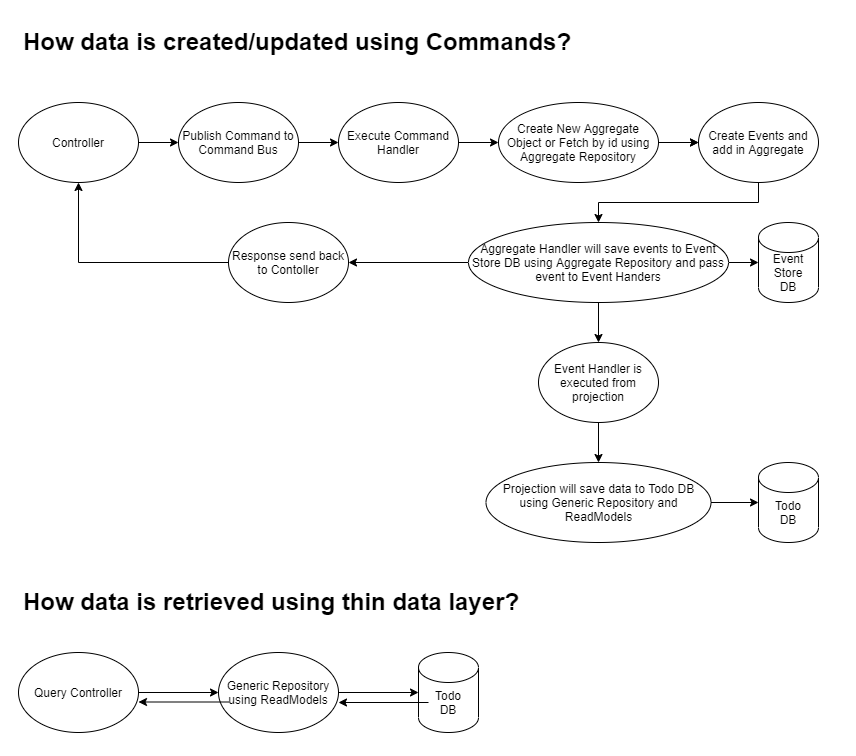 How data is created/updated using Commands?
Controller
Publish Command to
Command Bus
Execute Command
Handler
Create New Aggregate
Object or Fetch by id using
Aggregate Repository
Create Events and
add in Aggregate
Response send back
to Contoller
Aggregate Handler will save events to Event
Store DB using Aggregate Repository and pass
event to Event Handers
Event
Store
DB
Event Handler is
executed from
projection
Projection will save data to Todo DB
using Generic Repository and
ReadModels
Todo
DB
How data is retrieved using thin data layer?
Query Controller
Generic Repository
using ReadModels
Todo
DB